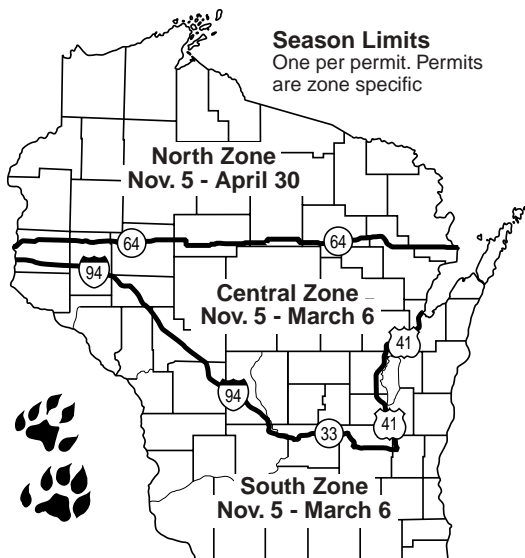 Season Limits
One per permit. Permits
are zone specific
North Zone
Nov. 5 - April 30
64
64
94
Central Zone
Nov. 5 - March 6
41
94
41
33
South Zone
Nov. 5 - March 6